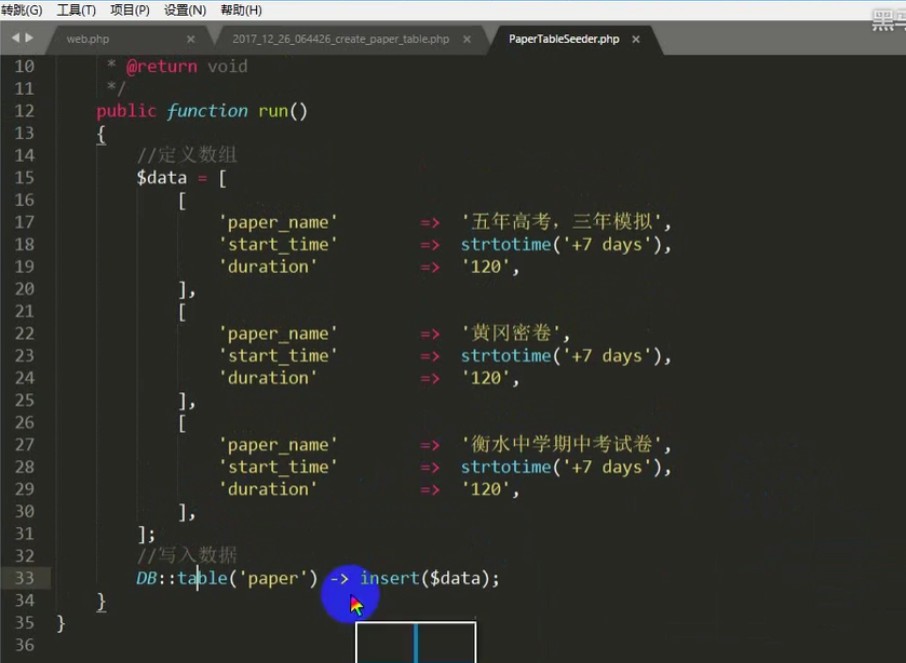 转跳(G) 工具(T) 项目(P) 设置(N) 帮助(H)
web.php × 2017_12_26_064426_create_paper_table.php × PaperTableSeeder.php ×
10 * @return void
11 */
12 public function run()
13 {
14 //定义数组
15 $data = [
16 [
17 'paper_name' => '五年高考，三年模拟',
18 'start_time' => strtotime('+7 days'),
19 'duration' => '120',
20 ],
21 [
22 'paper_name' => '黄冈密卷',
23 'start_time' => strtotime('+7 days'),
24 'duration' => '120',
25 ],
26 [
27 'paper_name' => '衡水中学期中考试卷',
28 'start_time' => strtotime('+7 days'),
29 'duration' => '120',
30 ],
31 ];
32 //写入数据
33 DB::table('paper') -> insert($data);
34 }
35 }
36